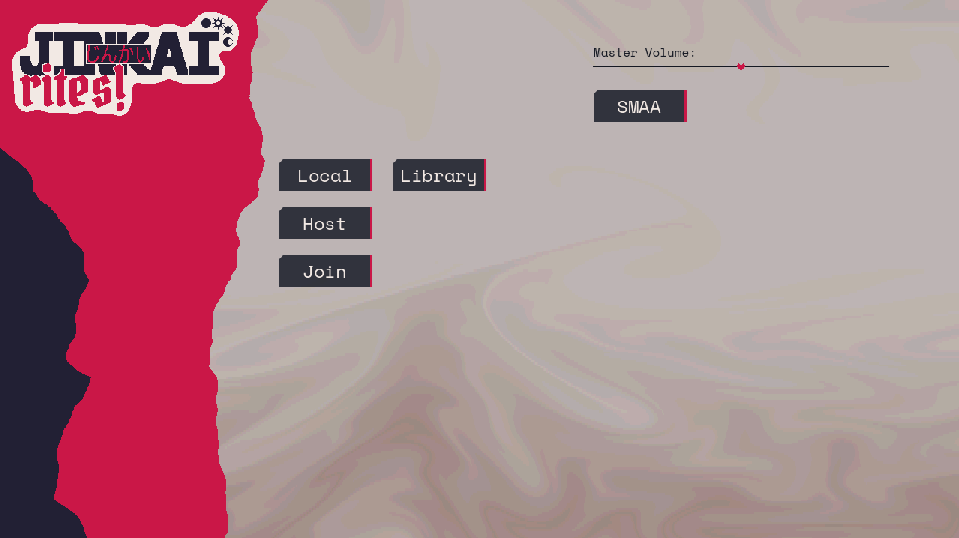 JINKAI
じんかい
rites!
Master Volume:
SMAA
Local
Library
Host
Join